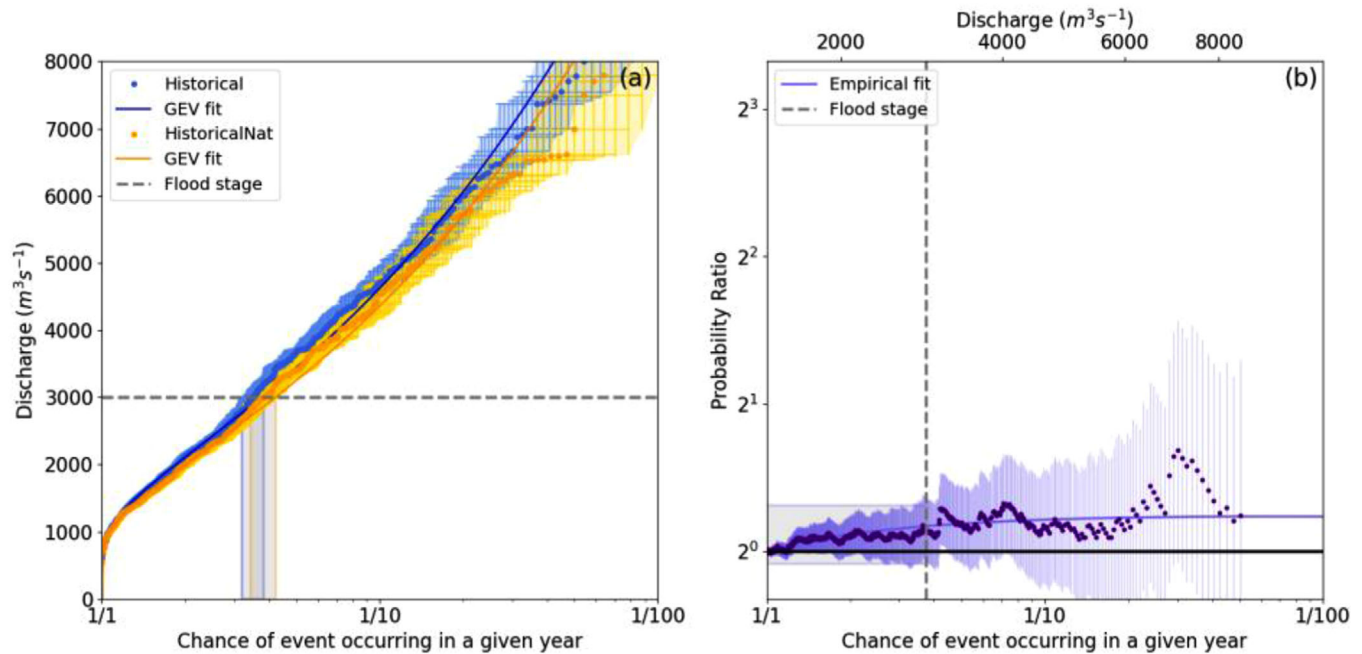 (a)
Historical
GEV fit
HistoricalNat
GEV fit
Flood stage
Discharge (m³s⁻¹)
8000
7000
6000
5000
4000
3000
2000
1000
0
1/1
1/10
1/100
Chance of event occurring in a given year
Discharge (m³s⁻¹)
2000
4000
6000
8000
(b)
Empirical fit
Flood stage
Probability Ratio
2³
2²
2¹
2⁰
1/1
1/10
1/100
Chance of event occurring in a given year